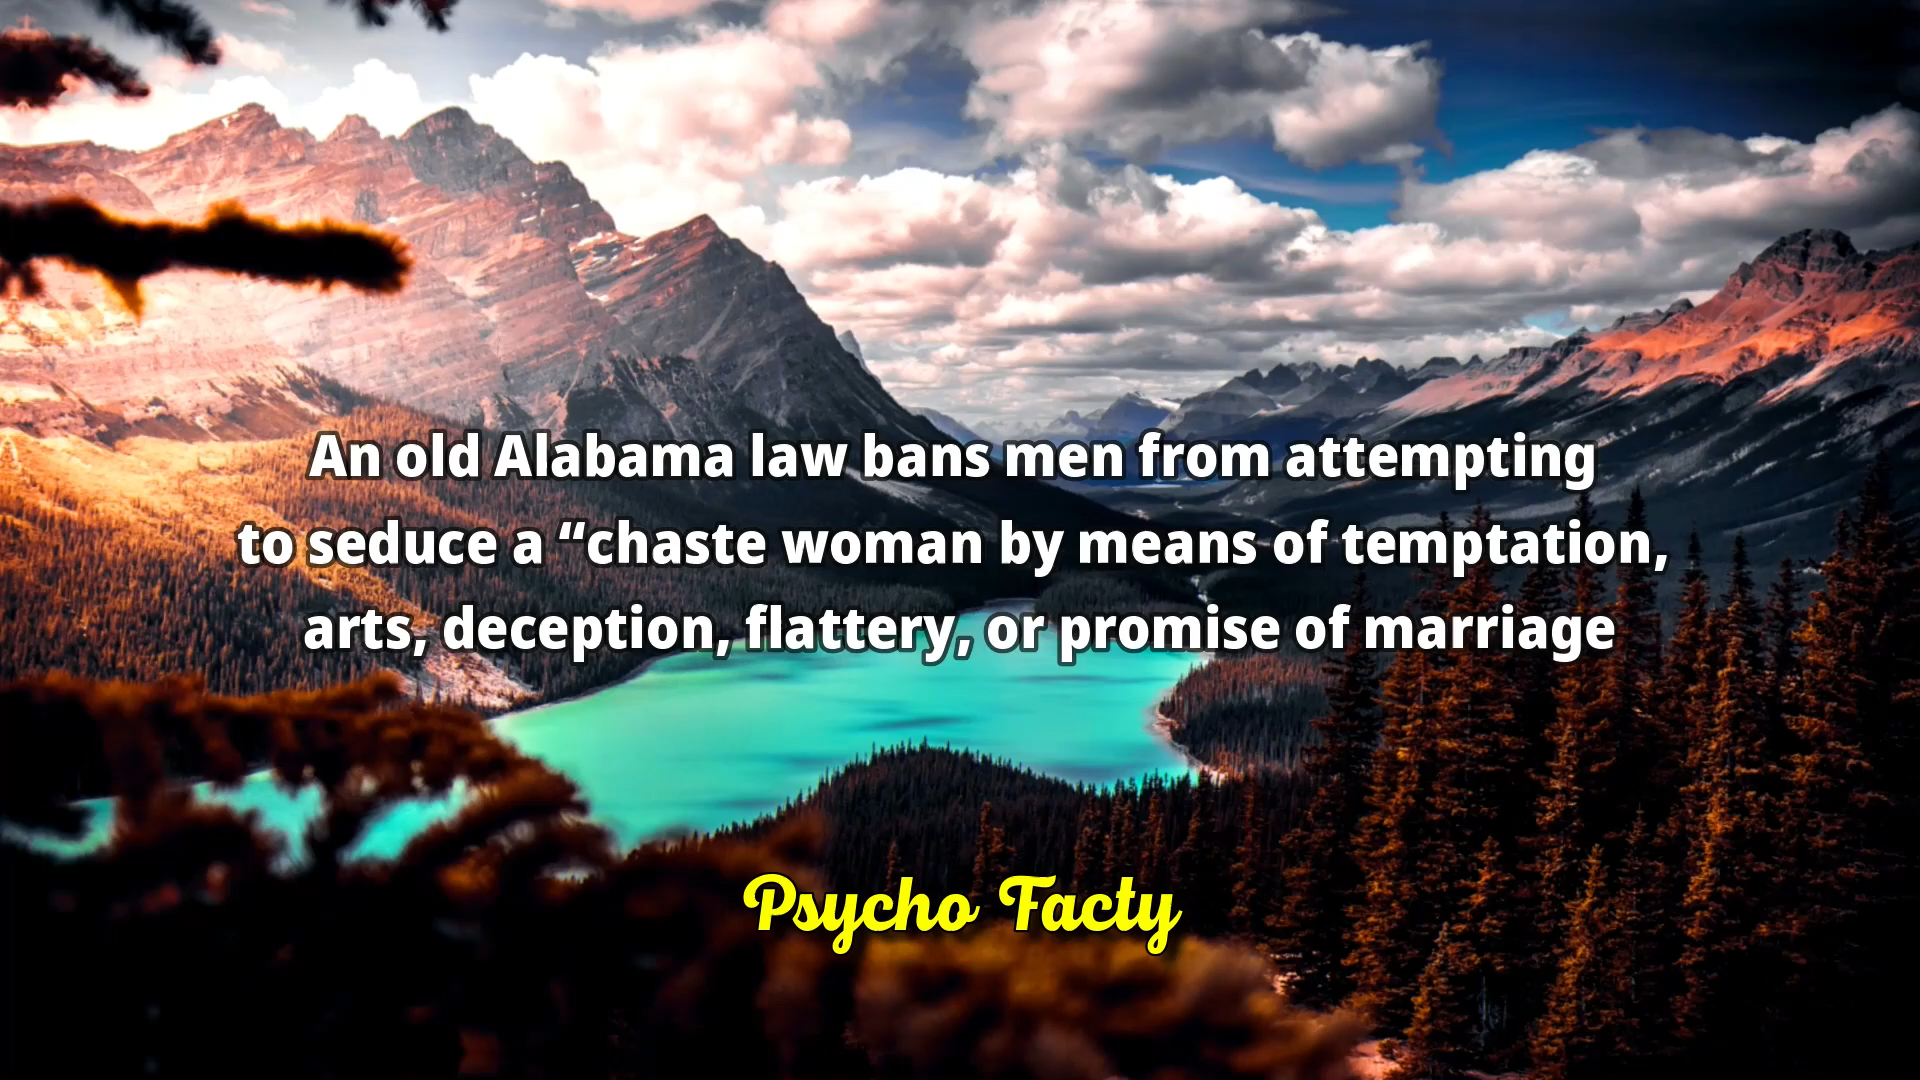 An old Alabama law bans men from attempting
to seduce a “chaste woman by means of temptation,
arts, deception, flattery, or promise of marriage
Psycho Facty